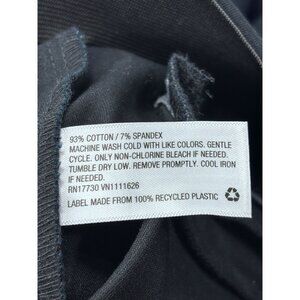 93% COTTON / 7% SPANDEX
MACHINE WASH COLD WITH LIKE COLORS. GENTLE
CYCLE. ONLY NON-CHLORINE BLEACH IF NEEDED.
TUMBLE DRY LOW. REMOVE PROMPTLY. COOL IRON
IF NEEDED.
RN17730 VN1111626
LABEL MADE FROM 100% RECYCLED PLASTIC